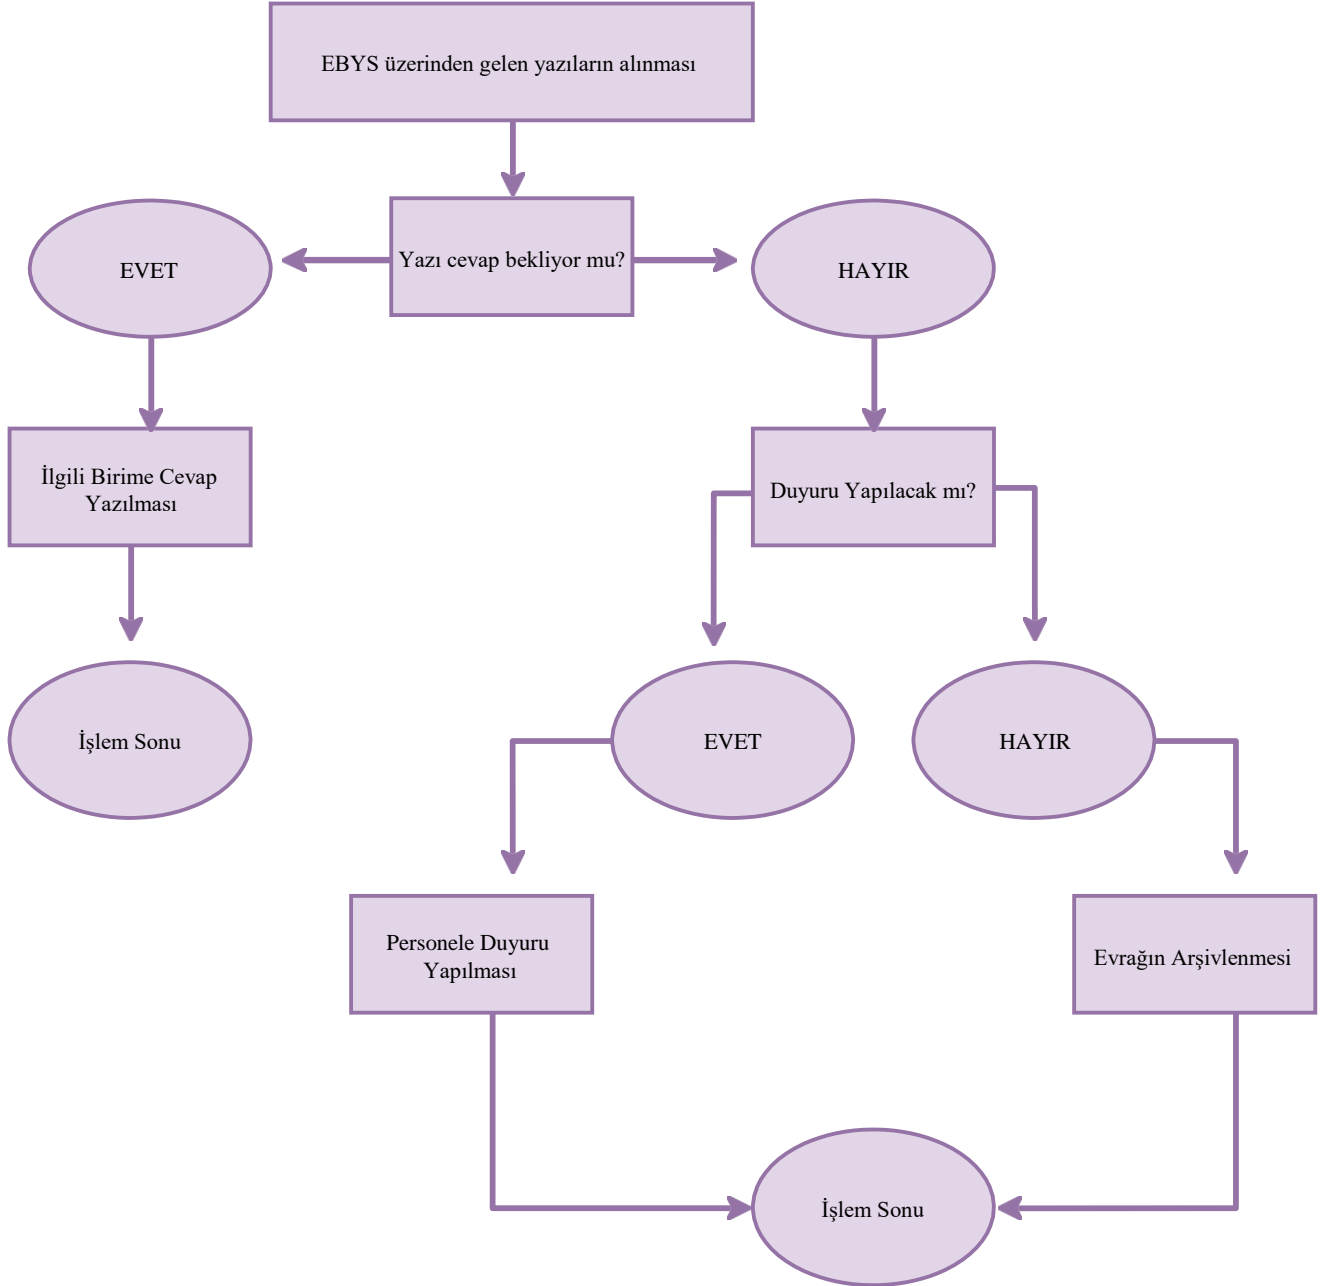 EBYS üzerinden gelen yazıların alınması
EVET
Yazı cevap bekliyor mu?
HAYIR
İlgili Birime Cevap
Yazılması
Duyuru Yapılacak mı?
İşlem Sonu
EVET
HAYIR
Personele Duyuru
Yapılması
Evrağın Arşivlenmesi
İşlem Sonu